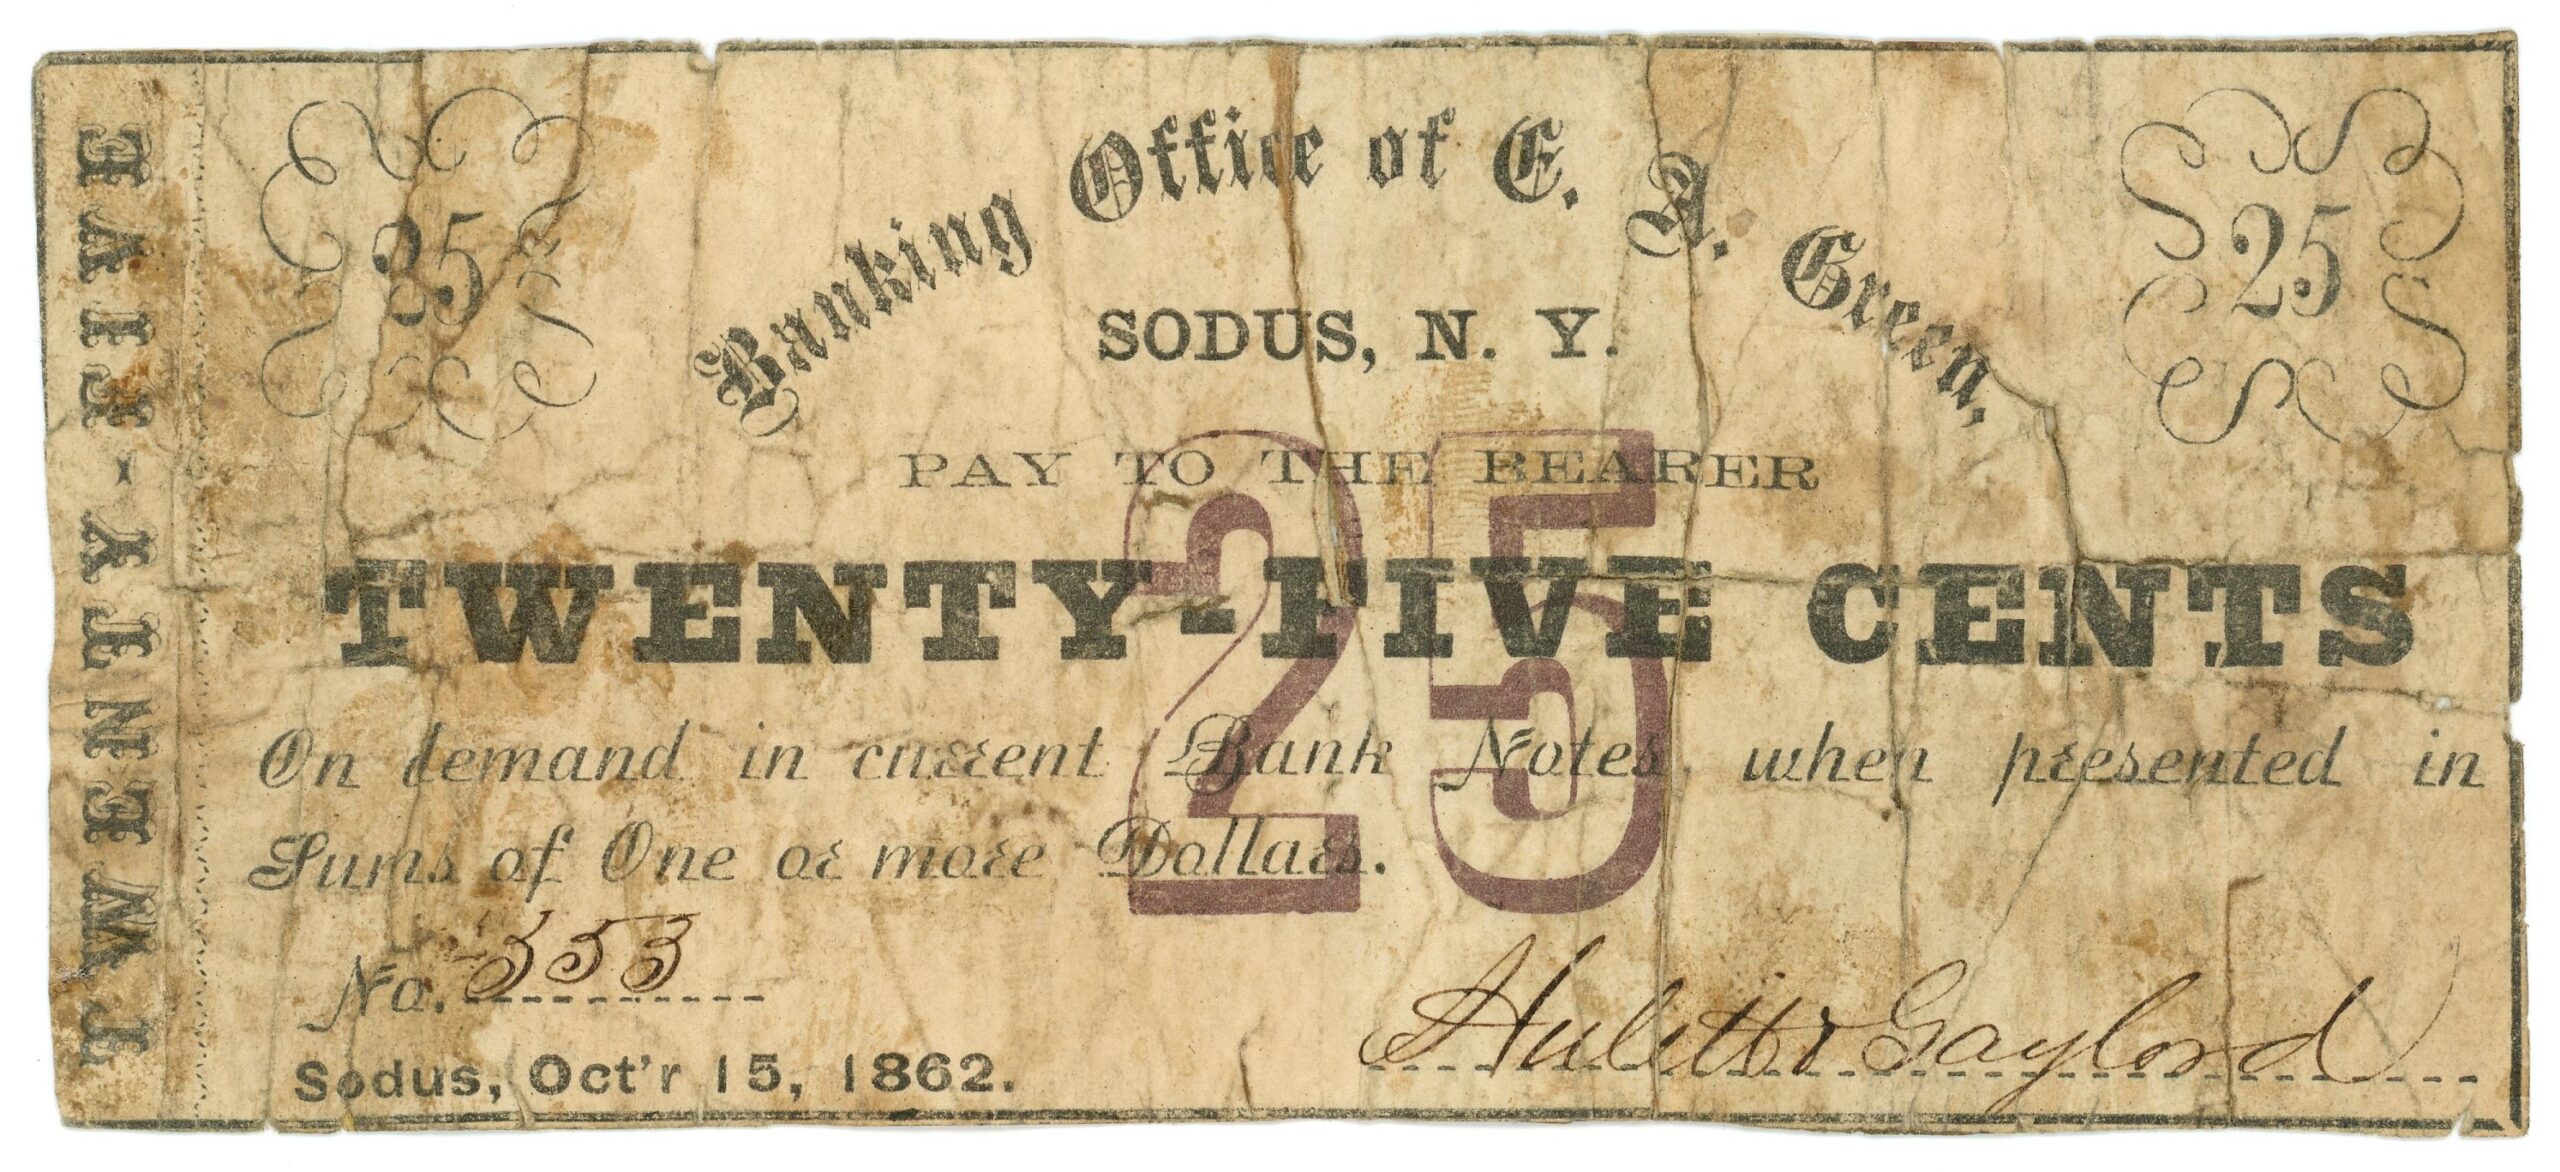 TWENTY-FIVE
25
Banking Office of E. A. Green,
25
SODUS, N. Y.
PAY TO THE BEARER
25
TWENTY-FIVE CENTS
On demand in current Bank Notes, when presented in
Sums of One or more Dollars.
No. 353
Hulett & Gaylord
Sodus, Oct'r 15, 1862.